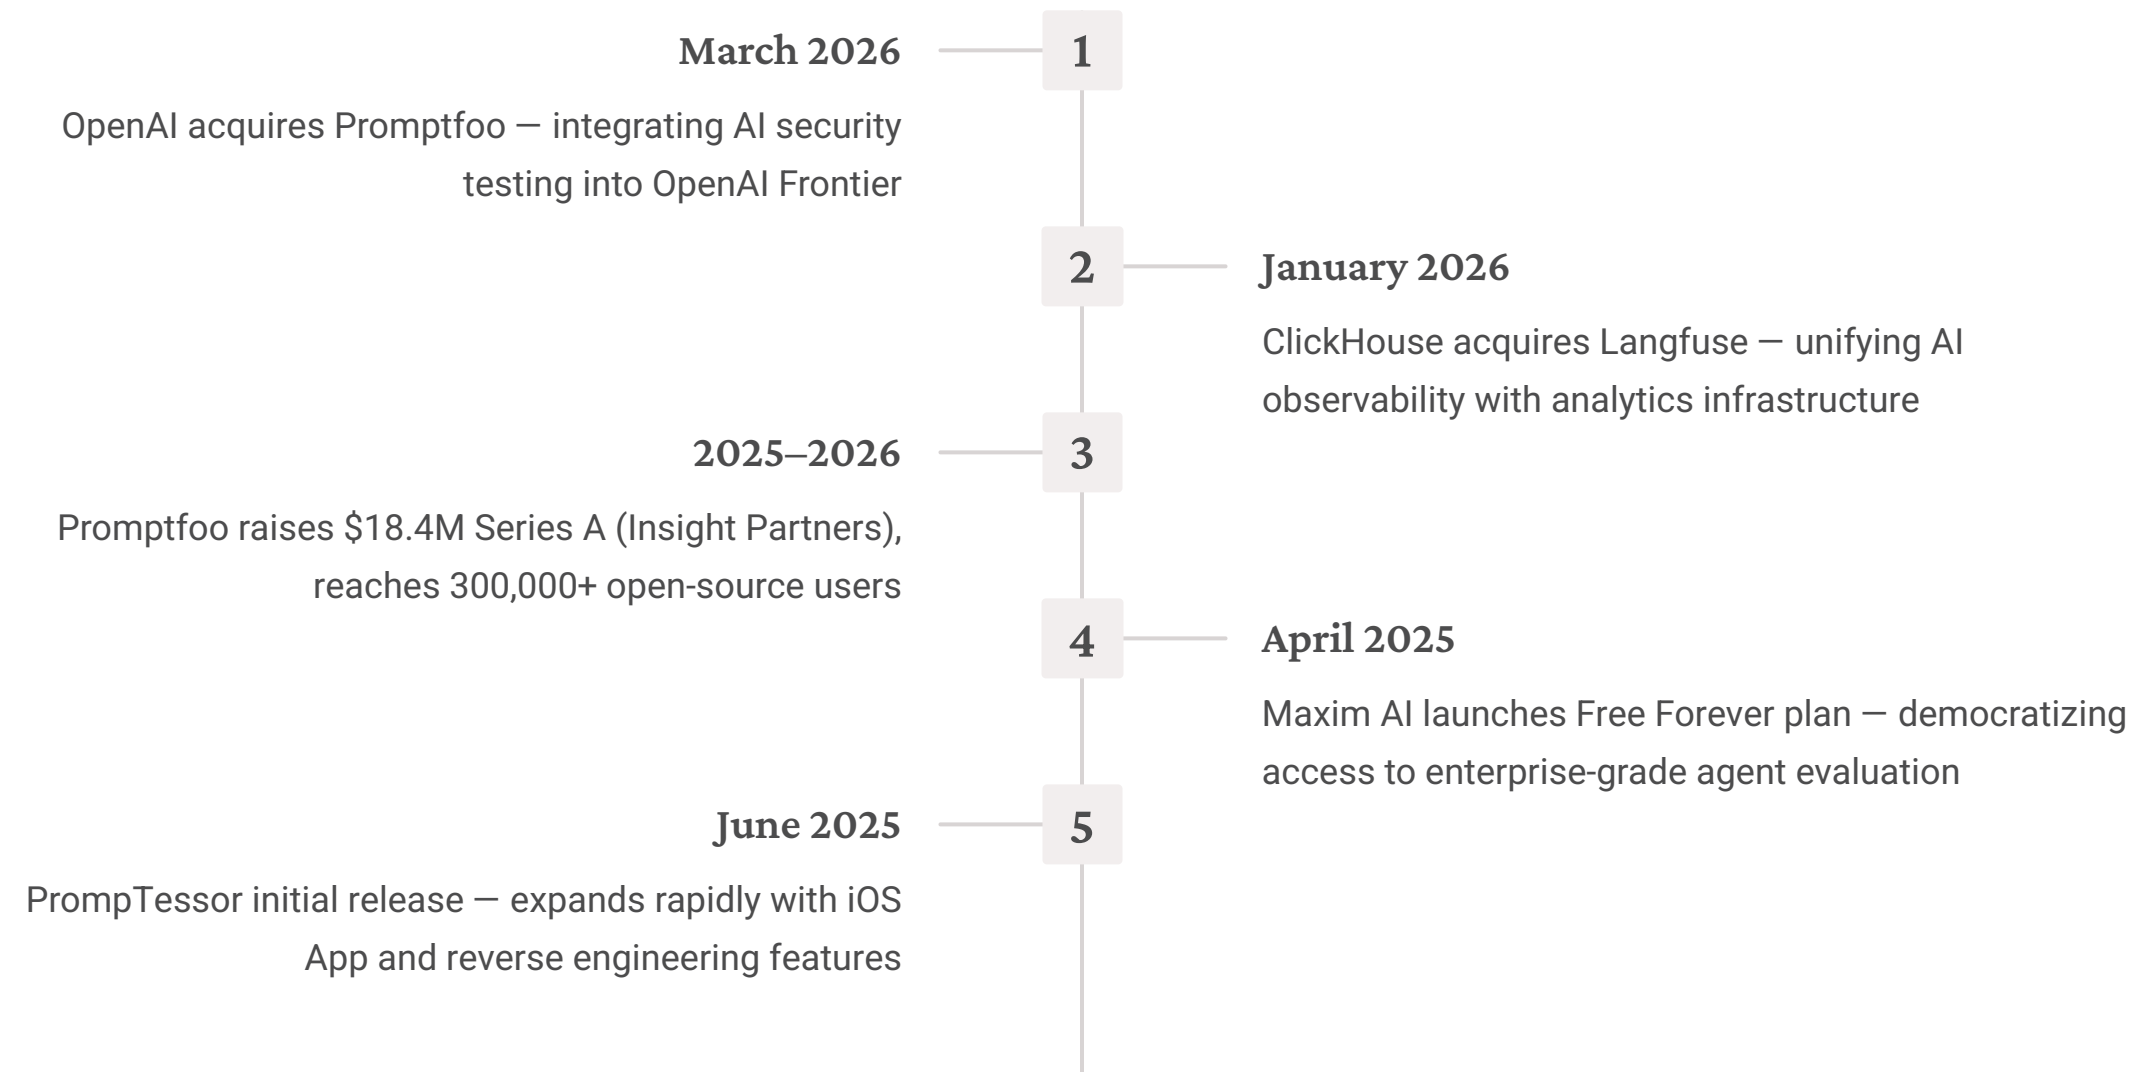 March 2026
1
OpenAI acquires Promptfoo — integrating AI security
testing into OpenAI Frontier
2
January 2026
ClickHouse acquires Langfuse — unifying AI
observability with analytics infrastructure
2025–2026
3
Promptfoo raises $18.4M Series A (Insight Partners),
reaches 300,000+ open-source users
4
April 2025
Maxim AI launches Free Forever plan — democratizing
access to enterprise-grade agent evaluation
June 2025
5
PrompTessor initial release — expands rapidly with iOS
App and reverse engineering features